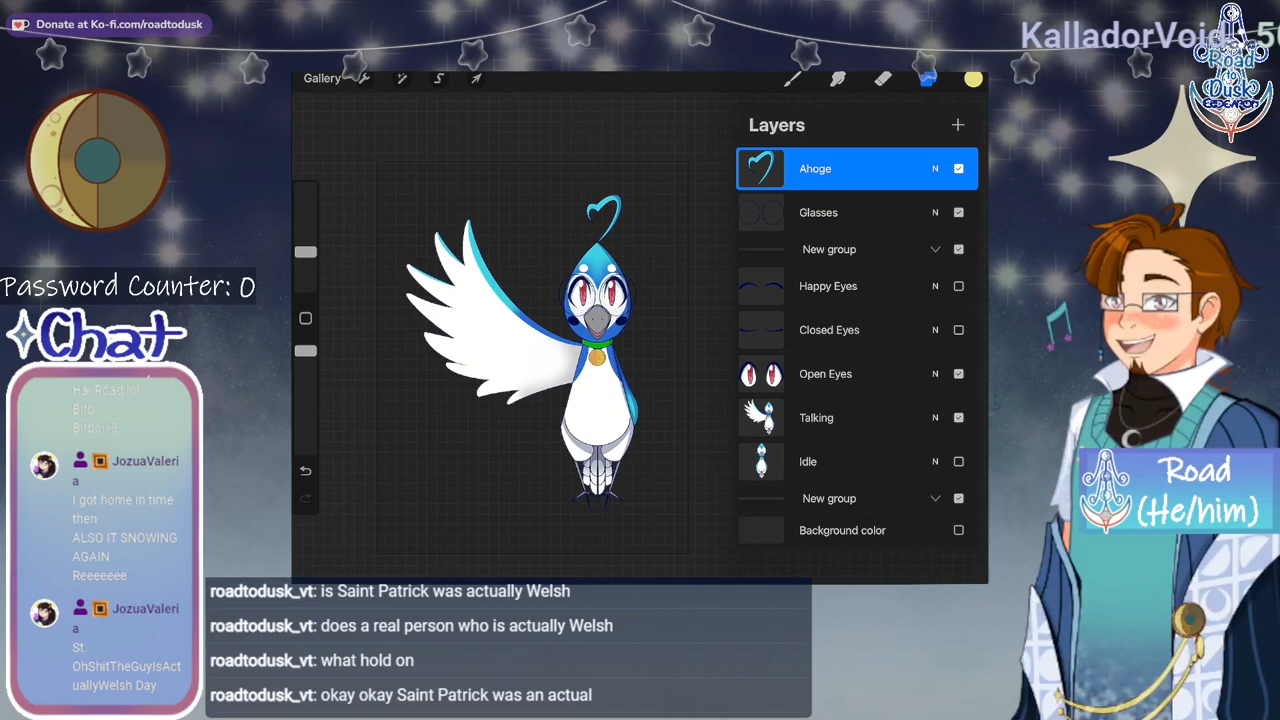 Donate at Ko-fi.com/roadtodusk
KalladorVoid
Road
to
Dusk
Gallery
Layers
Ahoge
N
Glasses
N
New group
Happy Eyes
N
Closed Eyes
N
Open Eyes
N
Talking
N
Idle
N
New group
Background color
Password Counter: 0
Chat
Hai Road lol
Birb
Birboi<3
JozuaValeri
a
I got home in time
then
ALSO IT SNOWING
AGAIN
Reeeeeee
JozuaValeri
a
St.
OhShitTheGuyIsAct
uallyWelsh Day
roadtodusk_vt: is Saint Patrick was actually Welsh
roadtodusk_vt: does a real person who is actually Welsh
roadtodusk_vt: what hold on
roadtodusk_vt: okay okay Saint Patrick was an actual
Road
(He/him)